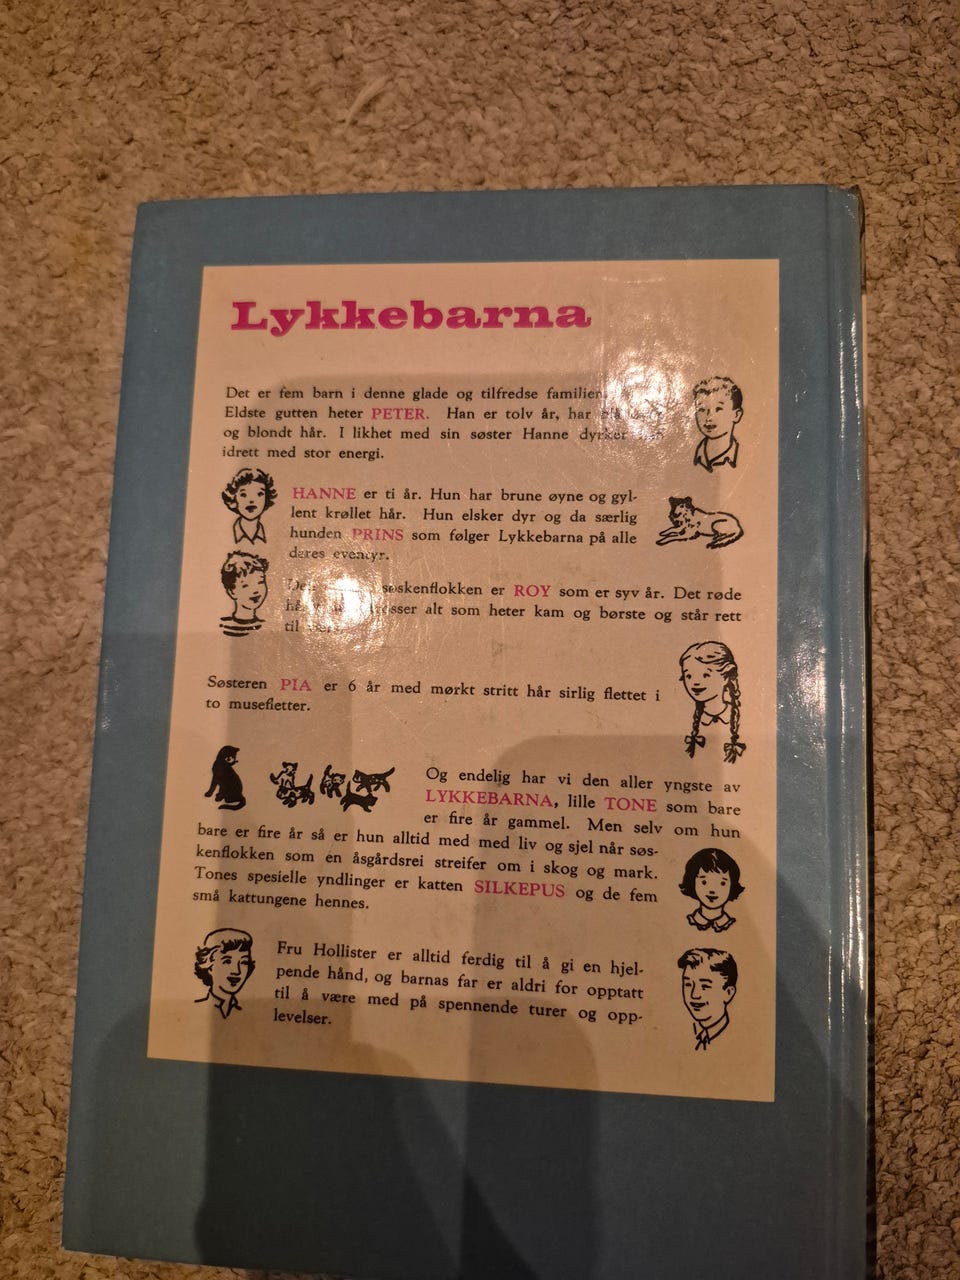 Lykkebarna
Det er fem barn i denne glade og tilfredse familien
Eldste gutten heter PETER. Han er tolv år, har
og blondt hår. I likhet med sin søster Hanne dyrker
idrett med stor energi.
HANNE er ti år. Hun har brune øyne og gyl-
lent krøllet hår. Hun elsker dyr og da særlig
hunden PRINS som følger Lykkebarna på alle
deres eventyr.
søskenflokken er ROY som er syv år. Det røde
alt som heter kam og børste og står rett
til
Søsteren PIA er 6 år med mørkt stritt hår sirlig flettet i
to musefletter.
Og endelig har vi den aller yngste av
LYKKEBARNA, lille TONE som bare
er fire år gammel. Men selv om hun
bare er fire år så er hun alltid med med liv og sjel når søs-
kenflokken som en åsgårdsrei streifer om i skog og mark.
Tones spesielle yndlinger er katten SILKEPUS og de fem
små kattungene hennes.
Fru Hollister er alltid ferdig til å gi en hjel-
pende hånd, og barnas far er aldri for opptatt
til å være med på spennende turer og opp-
levelser.